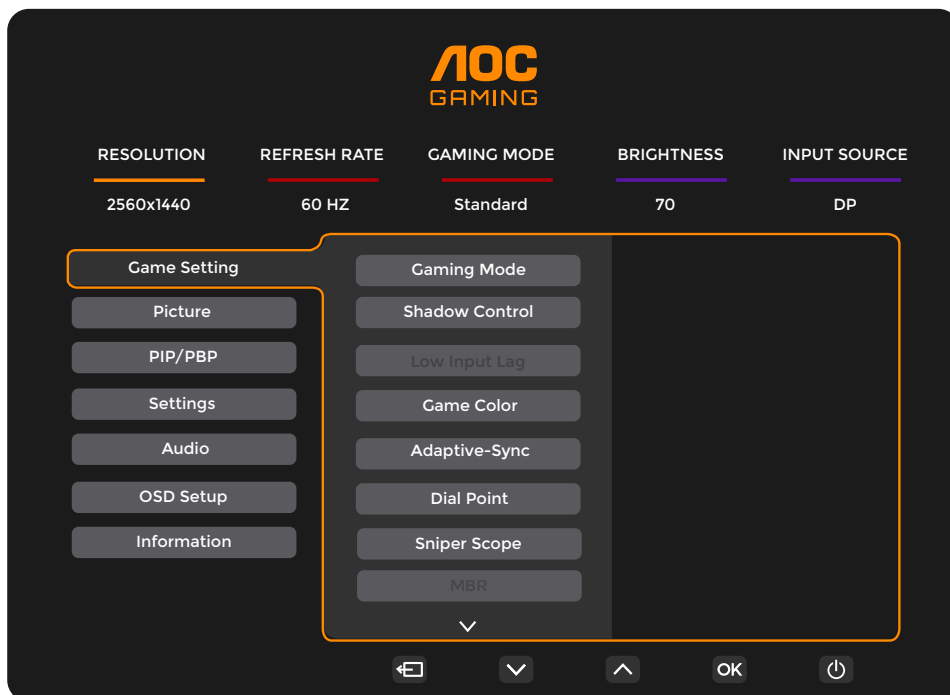 AOC
GAMING
RESOLUTION REFRESH RATE GAMING MODE BRIGHTNESS INPUT SOURCE
2560x1440 60 HZ Standard 70 DP
Game Setting
Picture
PIP/PBP
Settings
Audio
OSD Setup
Information
Gaming Mode
Shadow Control
Low Input Lag
Game Color
Adaptive-Sync
Dial Point
Sniper Scope
MBR
OK